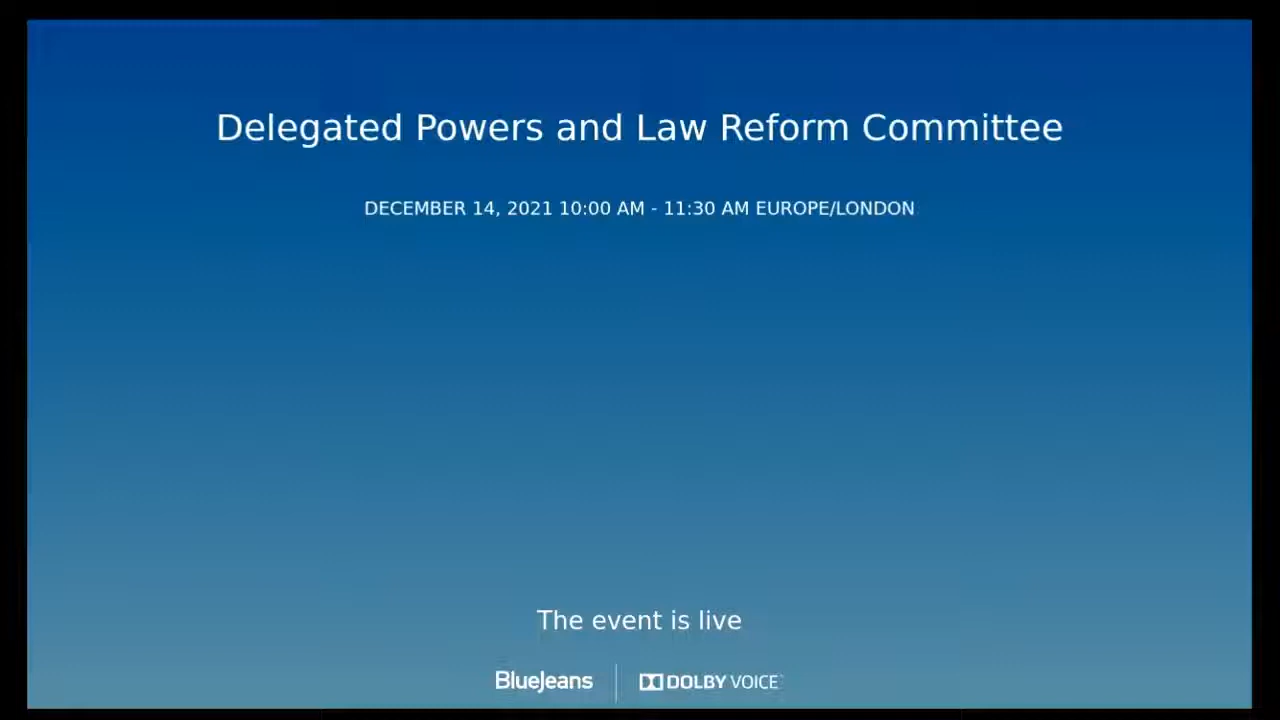 Delegated Powers and Law Reform Committee
DECEMBER 14, 2021 10:00 AM - 11:30 AM EUROPE/LONDON
The event is live
BlueJeans
DOLBY VOICE